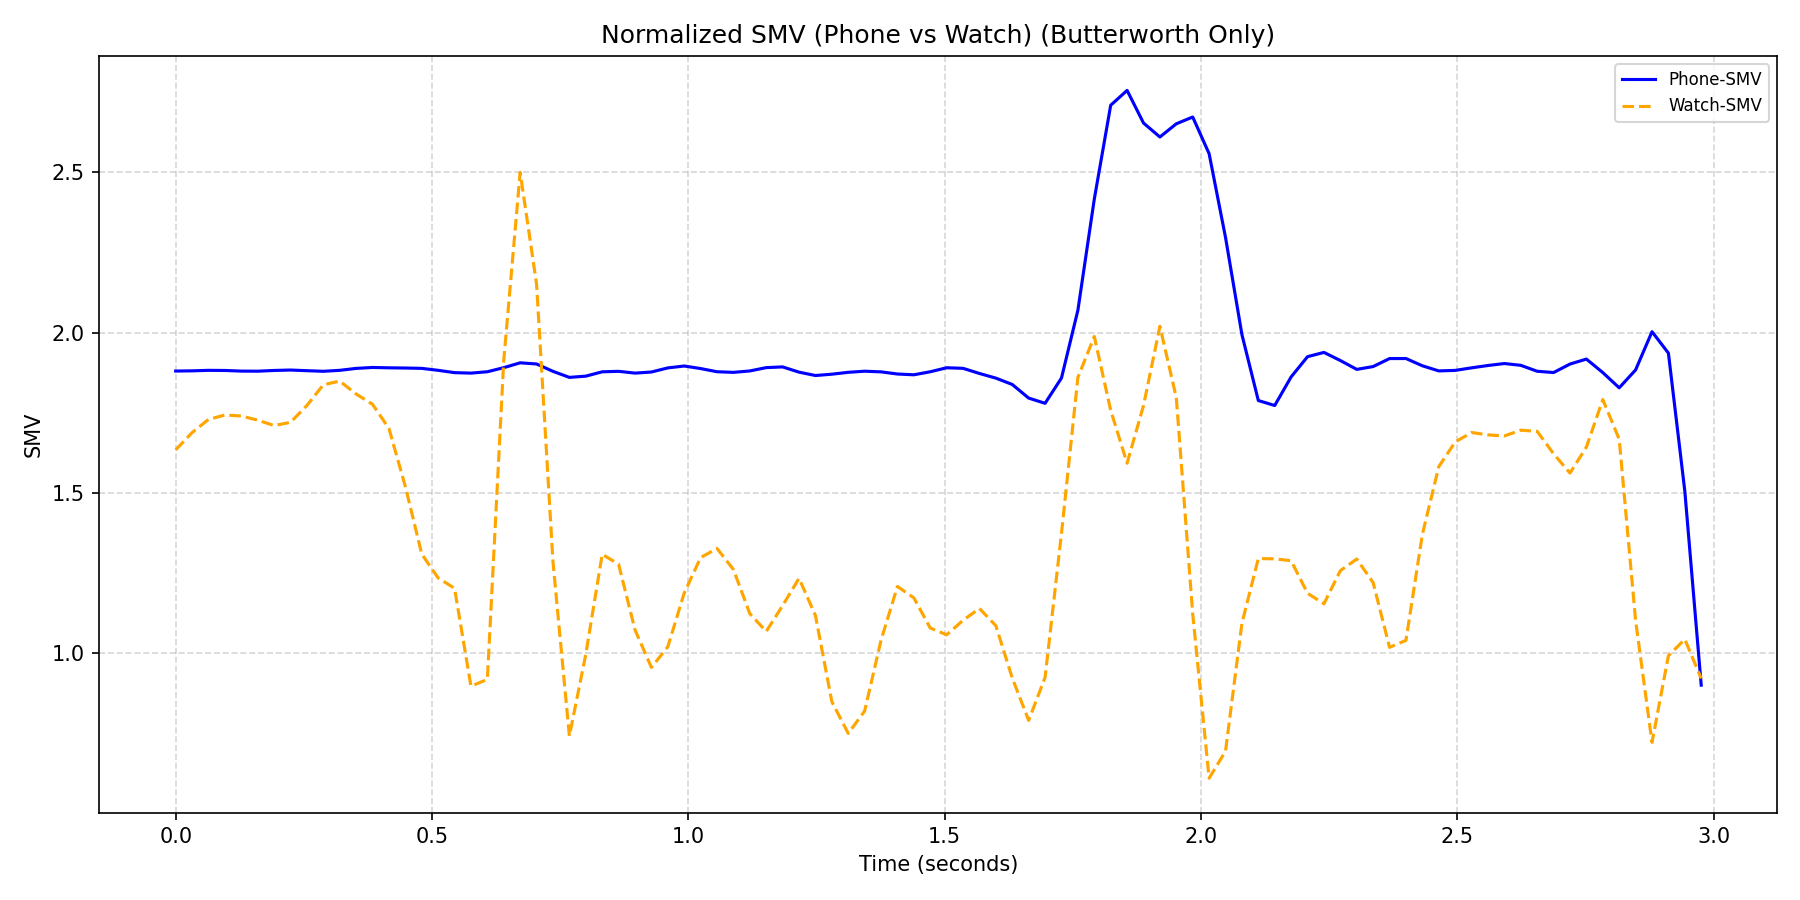 Normalized SMV (Phone vs Watch) (Butterworth Only)
Phone-SMV
Watch-SMV
2.5
2.0
1.5
1.0
SMV
0.0 0.5 1.0 1.5 2.0 2.5 3.0
Time (seconds)